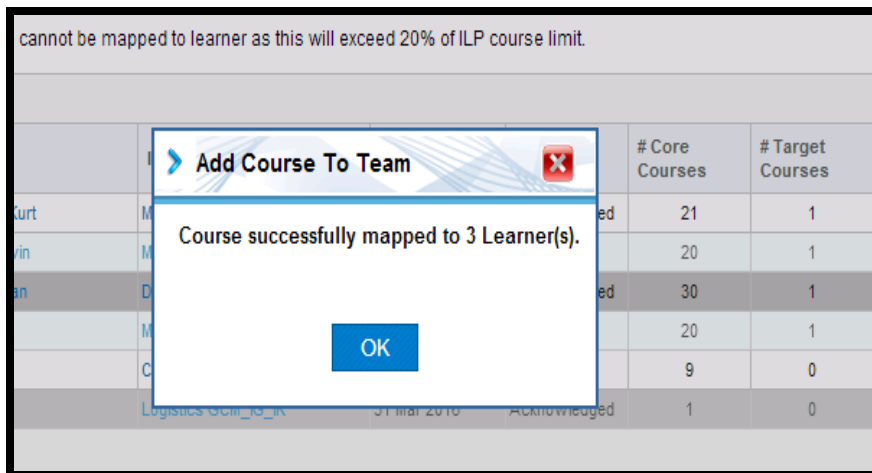 cannot be mapped to learner as this will exceed 20% of ILP course limit.
# Core # Target
Courses Courses
Add Course To Team
Kurt ed 21 1
Course successfully mapped to 3 Learner(s).
vin 20 1
an ed 30 1
20 1
OK
9 0
Logistics GCM_IG_IR 31 Mar 2016 Acknowledged 1 0